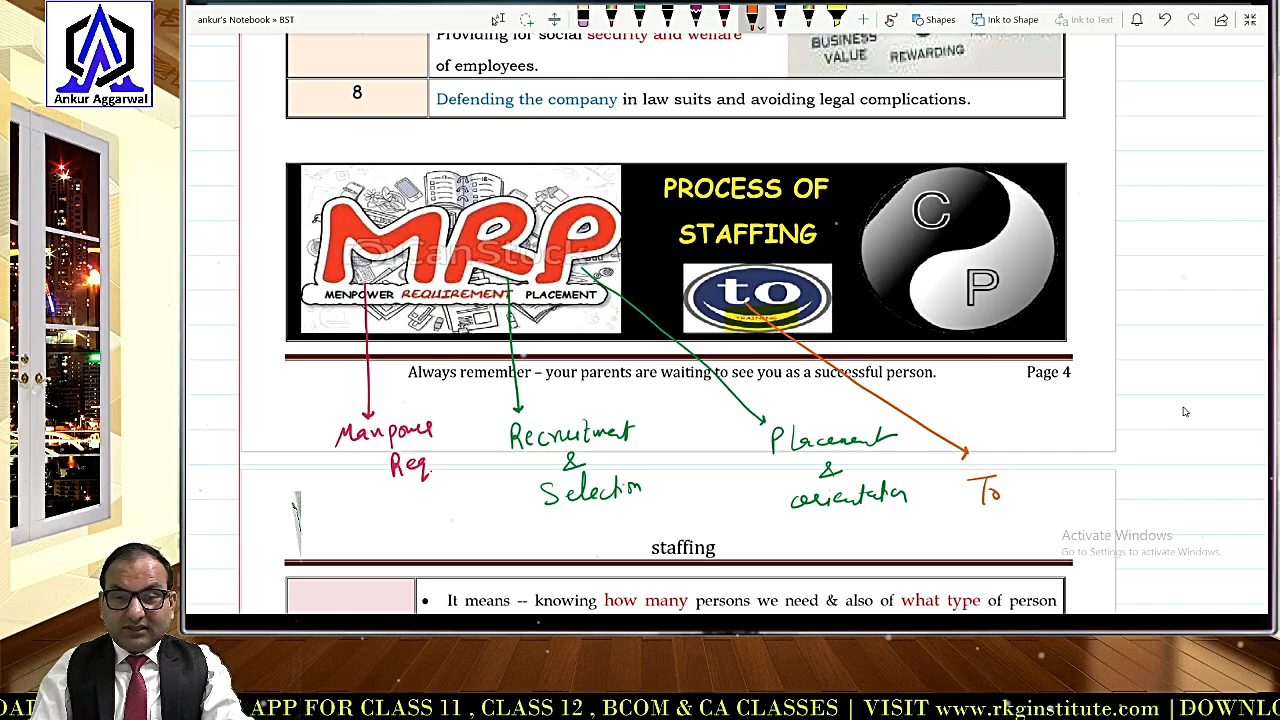 ankur's Notebook » BST
Shapes
Ink to Shape
Ink to Text
Ankur Aggarwal
Providing for social security and welfare
of employees.
BUSINESS
VALUE
REWARDING
8
Defending the company in law suits and avoiding legal complications.
MRP
CanStock
MENPOWER REQUIREMENT PLACEMENT
PROCESS OF
STAFFING
to
TRAINING
C
P
Always remember – your parents are waiting to see you as a successful person.
Page 4
Manpower
Req.
Recruitment
&
Selection
Placement
&
orientation
To
staffing
Activate Windows
Go to Settings to activate Windows.
• It means -- knowing how many persons we need & also of what type of person
APP FOR CLASS 11 , CLASS 12 , BCOM & CA CLASSES | VISIT www.rkginstitute.com |DOWNLO